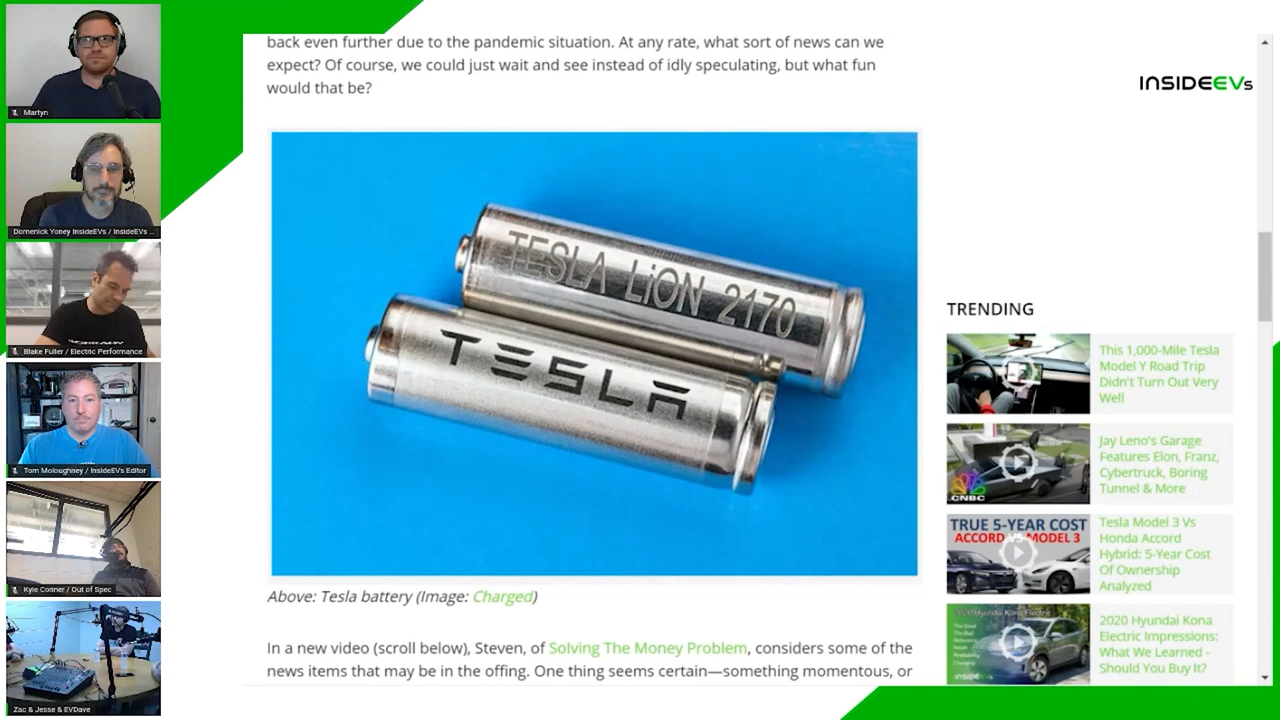 Martyn
Domenick Yoney InsideEVs / InsideEVs ...
Blake Fuller / Electric Performance
Tom Moloughney / InsideEVs Editor
Kyle Conner / Out of Spec
Zac & Jesse & EVDave
back even further due to the pandemic situation. At any rate, what sort of news can we
expect? Of course, we could just wait and see instead of idly speculating, but what fun
would that be?
TESLA LiON 2170
TESLA
Above: Tesla battery (Image: Charged)
In a new video (scroll below), Steven, of Solving The Money Problem, considers some of the
news items that may be in the offing. One thing seems certain—something momentous, or
INSIDEEVs
TRENDING
This 1,000-Mile Tesla
Model Y Road Trip
Didn't Turn Out Very
Well
CNBC
Jay Leno's Garage
Features Elon, Franz,
Cybertruck, Boring
Tunnel & More
TRUE 5-YEAR COST
ACCORD VS MODEL 3
Tesla Model 3 Vs
Honda Accord
Hybrid: 5-Year Cost
Of Ownership
Analyzed
2020 Hyundai Kona Electric
INSIDEEVs
2020 Hyundai Kona
Electric Impressions:
What We Learned -
Should You Buy It?